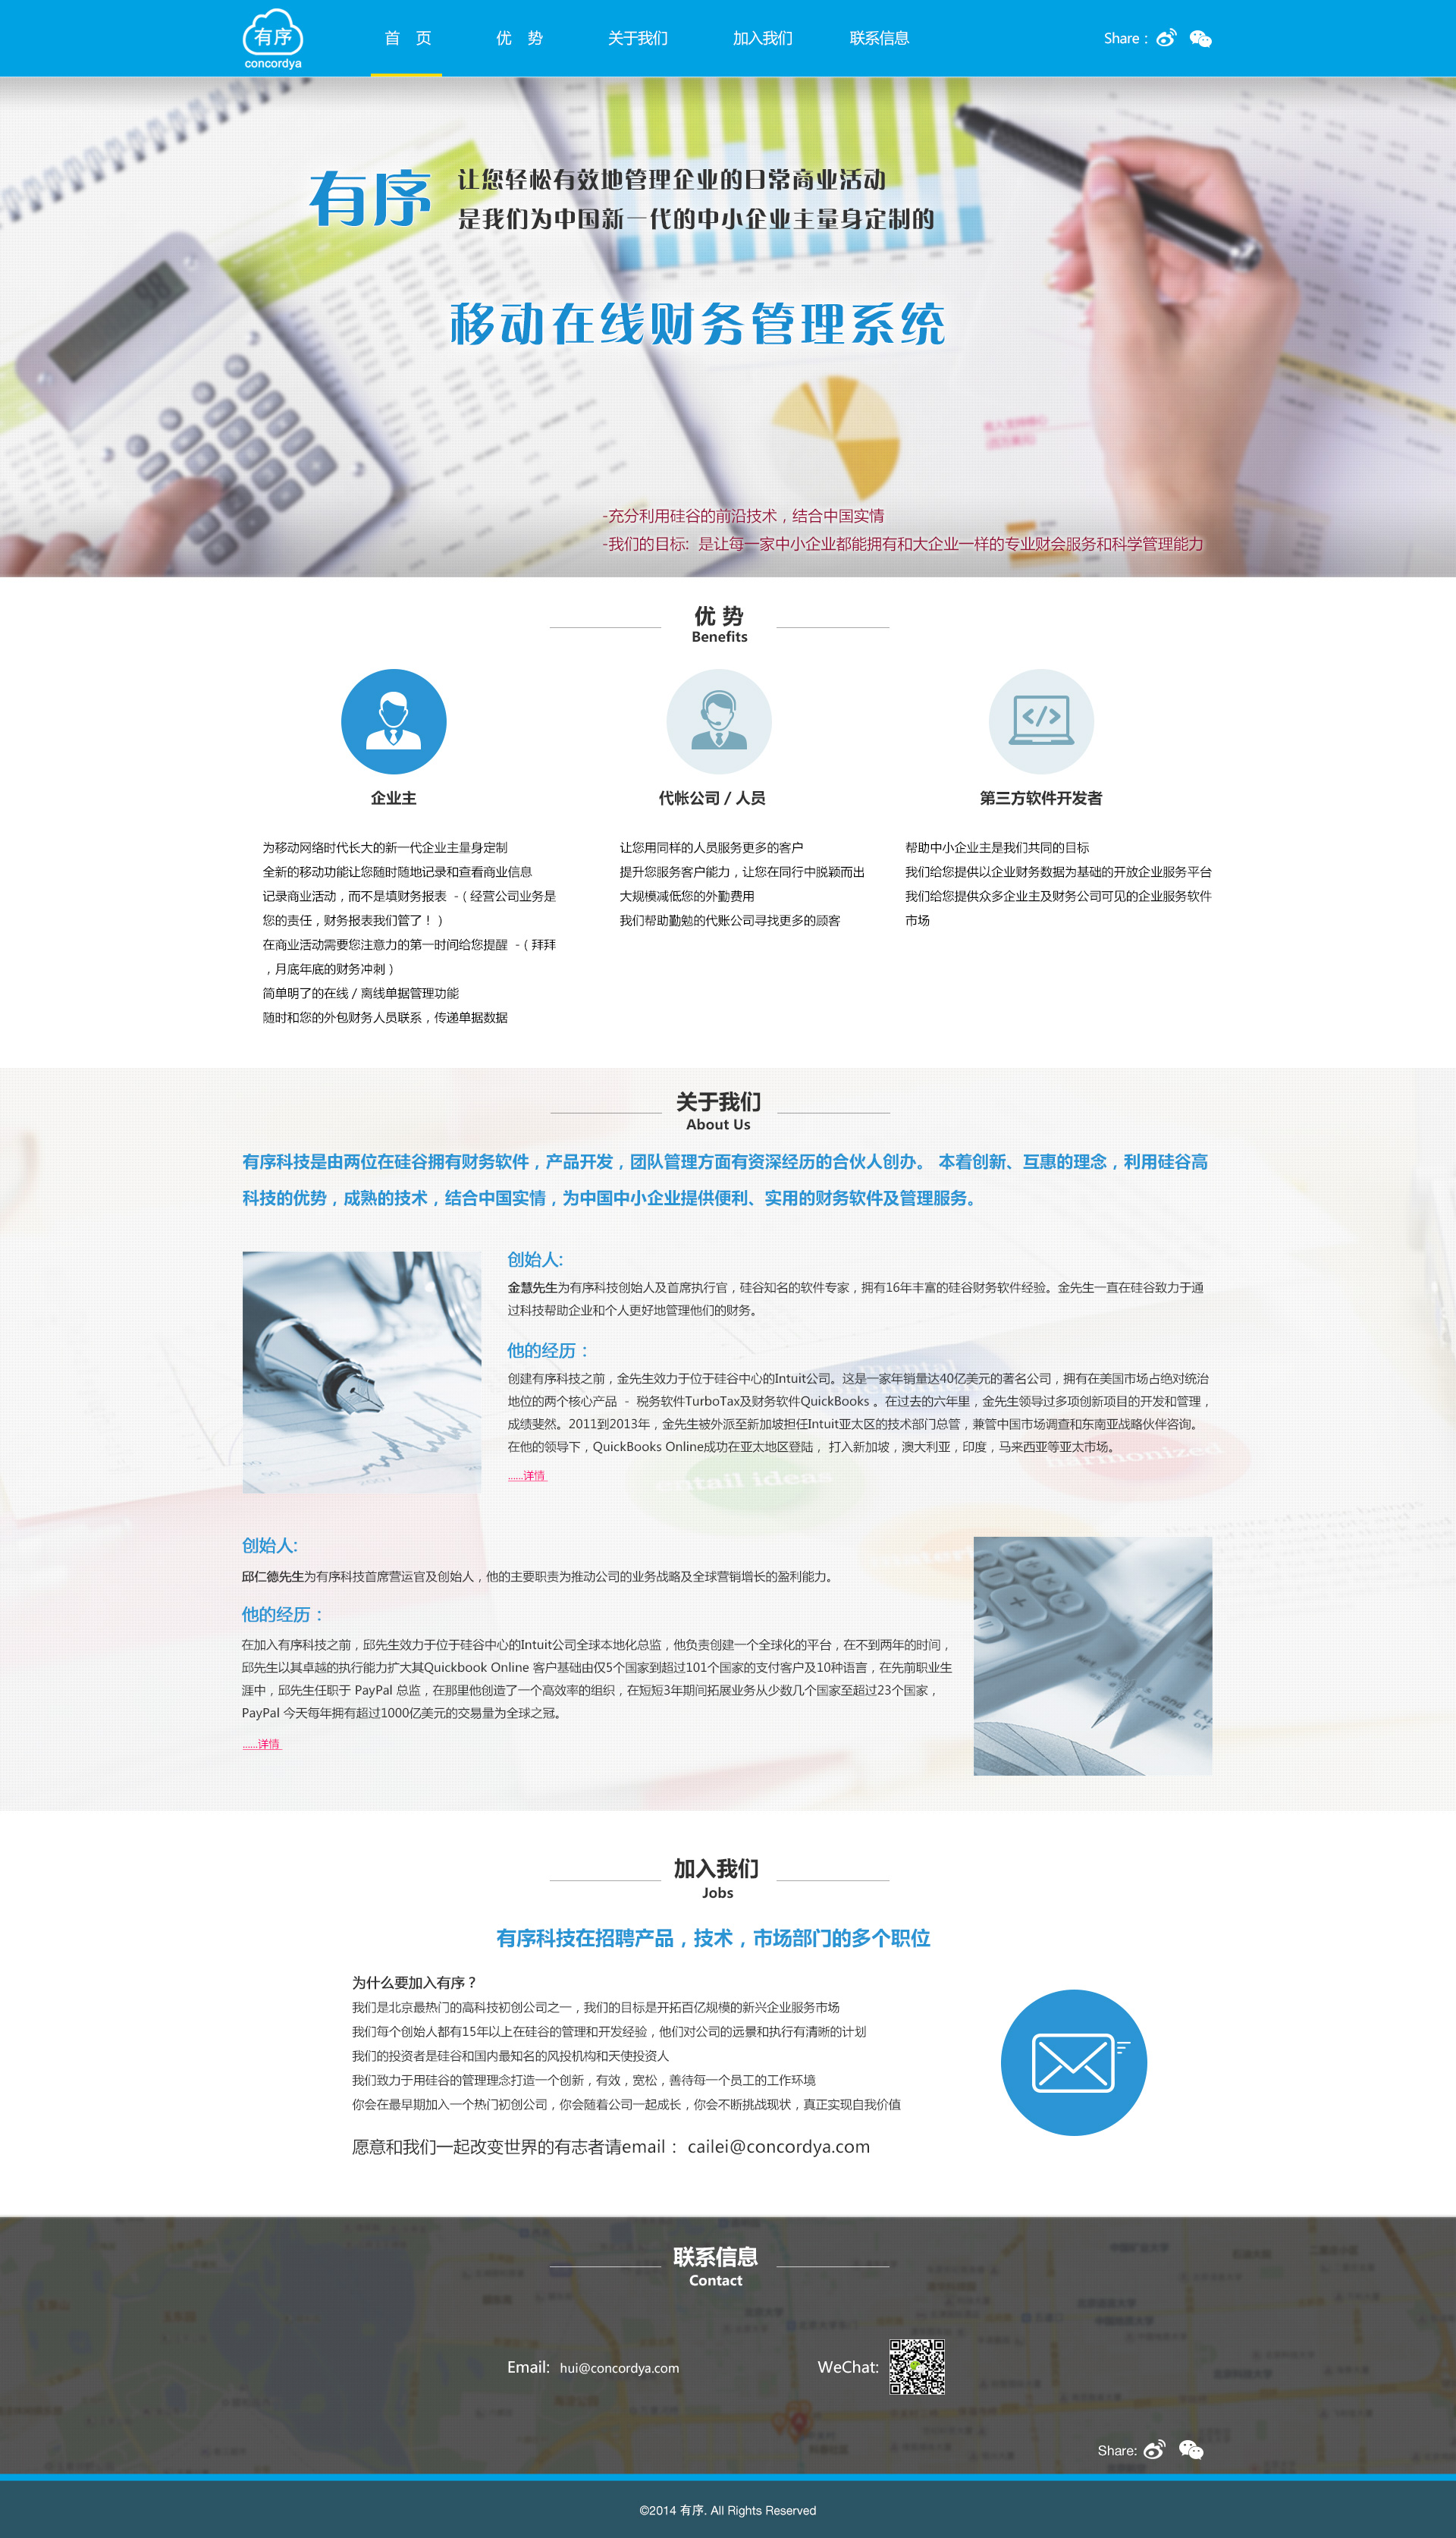 有序
concordya
首 页
优 势
关于我们
加入我们
联系信息
Share :
有序
让您轻松有效地管理企业的日常商业活动
是我们为中国新一代的中小企业主量身定制的
移动在线财务管理系统
-充分利用硅谷的前沿技术，结合中国实情
-我们的目标: 是让每一家中小企业都能拥有和大企业一样的专业财会服务和科学管理能力
优 势
Benefits
企业主
为移动网络时代长大的新一代企业主量身定制
全新的移动功能让您随时随地记录和查看商业信息
记录商业活动，而不是填财务报表 -（ 经营公司业务是
您的责任，财务报表我们管了！ ）
在商业活动需要您注意力的第一时间给您提醒 -（ 拜拜
，月底年底的财务冲刺 ）
简单明了的在线 / 离线单据管理功能
随时和您的外包财务人员联系，传递单据数据
代帐公司 / 人员
让您用同样的人员服务更多的客户
提升您服务客户能力，让您在同行中脱颖而出
大规模减低您的外勤费用
我们帮助勤勉的代账公司寻找更多的顾客
第三方软件开发者
帮助中小企业主是我们共同的目标
我们给您提供以企业财务数据为基础的开放企业服务平台
我们给您提供众多企业主及财务公司可见的企业服务软件
市场
关于我们
About Us
有序科技是由两位在硅谷拥有财务软件，产品开发，团队管理方面有资深经历的合伙人创办。 本着创新、互惠的理念，利用硅谷高
科技的优势，成熟的技术，结合中国实情，为中国中小企业提供便利、实用的财务软件及管理服务。
创始人:
金慧先生为有序科技创始人及首席执行官，硅谷知名的软件专家，拥有16年丰富的硅谷财务软件经验。金先生一直在硅谷致力于通
过科技帮助企业和个人更好地管理他们的财务。
他的经历：
创建有序科技之前，金先生效力于位于硅谷中心的Intuit公司。这是一家年销量达40亿美元的著名公司，拥有在美国市场占绝对统治
地位的两个核心产品 - 税务软件TurboTax及财务软件QuickBooks 。在过去的六年里，金先生领导过多项创新项目的开发和管理，
成绩斐然。2011到2013年，金先生被外派至新加坡担任Intuit亚太区的技术部门总管，兼管中国市场调查和东南亚战略伙伴咨询。
在他的领导下，QuickBooks Online成功在亚太地区登陆， 打入新加坡，澳大利亚，印度，马来西亚等亚太市场。
......详情
创始人:
邱仁德先生为有序科技首席营运官及创始人，他的主要职责为推动公司的业务战略及全球营销增长的盈利能力。
他的经历：
在加入有序科技之前，邱先生效力于位于硅谷中心的Intuit公司全球本地化总监，他负责创建一个全球化的平台，在不到两年的时间，
邱先生以其卓越的执行能力扩大其Quickbook Online 客户基础由仅5个国家到超过101个国家的支付客户及10种语言，在先前职业生
涯中，邱先生任职于 PayPal 总监，在那里他创造了一个高效率的组织，在短短3年期间拓展业务从少数几个国家至超过23个国家，
PayPal 今天每年拥有超过1000亿美元的交易量为全球之冠。
......详情
加入我们
Jobs
有序科技在招聘产品，技术，市场部门的多个职位
为什么要加入有序？
我们是北京最热门的高科技初创公司之一，我们的目标是开拓百亿规模的新兴企业服务市场
我们每个创始人都有15年以上在硅谷的管理和开发经验，他们对公司的远景和执行有清晰的计划
我们的投资者是硅谷和国内最知名的风投机构和天使投资人
我们致力于用硅谷的管理理念打造一个创新，有效，宽松，善待每一个员工的工作环境
你会在最早期加入一个热门初创公司，你会随着公司一起成长，你会不断挑战现状，真正实现自我价值
愿意和我们一起改变世界的有志者请email： cailei@concordya.com
联系信息
Contact
Email: hui@concordya.com
WeChat:
Share:
©2014 有序. All Rights Reserved